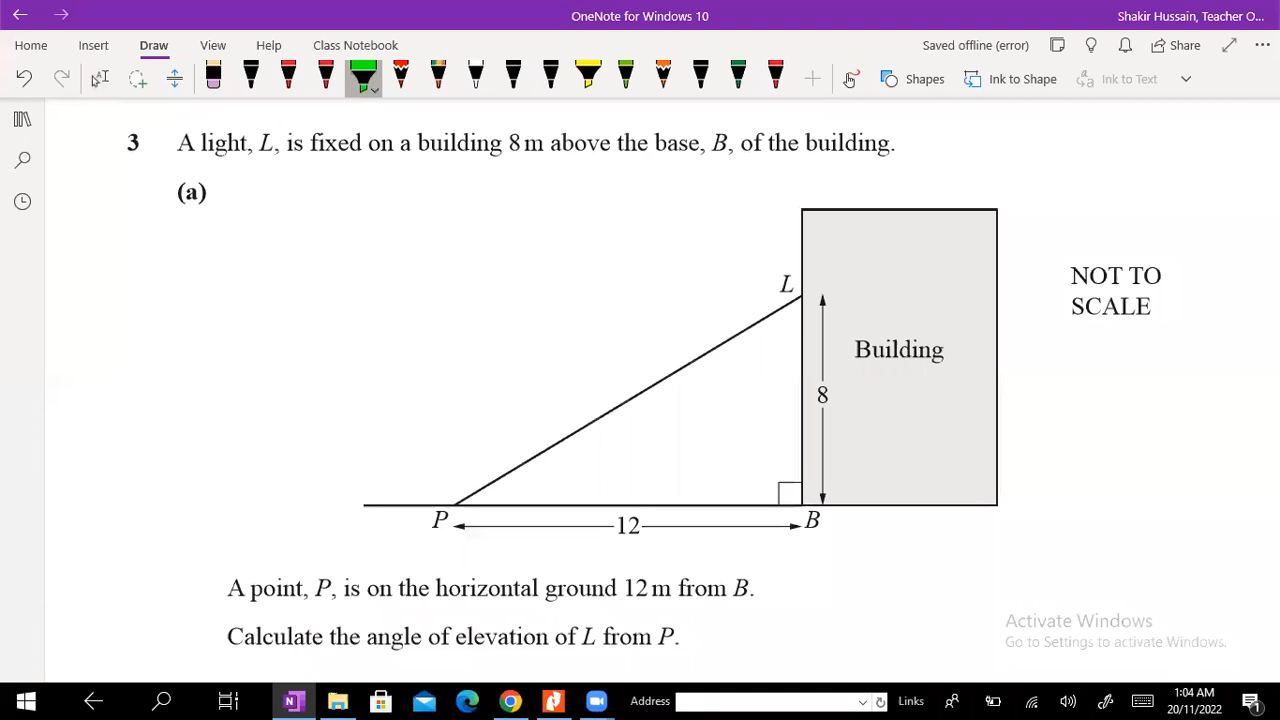 OneNote for Windows 10
Shakir Hussain, Teacher O...
Home Insert Draw View Help Class Notebook
Saved offline (error) Share
Shapes Ink to Shape Ink to Text
3 A light, L, is fixed on a building 8 m above the base, B, of the building.
(a)
L
NOT TO
SCALE
Building
8
P 12 B
A point, P, is on the horizontal ground 12 m from B.
Calculate the angle of elevation of L from P.
Activate Windows
Go to Settings to activate Windows.
Address Links
1:04 AM
20/11/2022
1